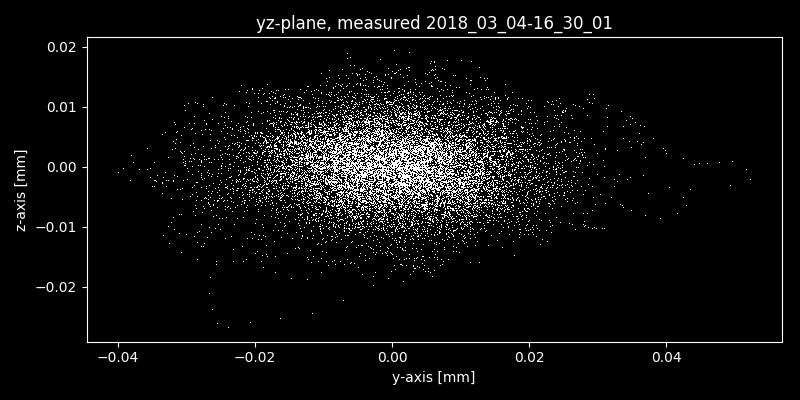 yz-plane, measured 2018_03_04-16_30_01
0.02
0.01
0.00
−0.01
−0.02
z-axis [mm]
−0.04 −0.02 0.00 0.02 0.04
y-axis [mm]